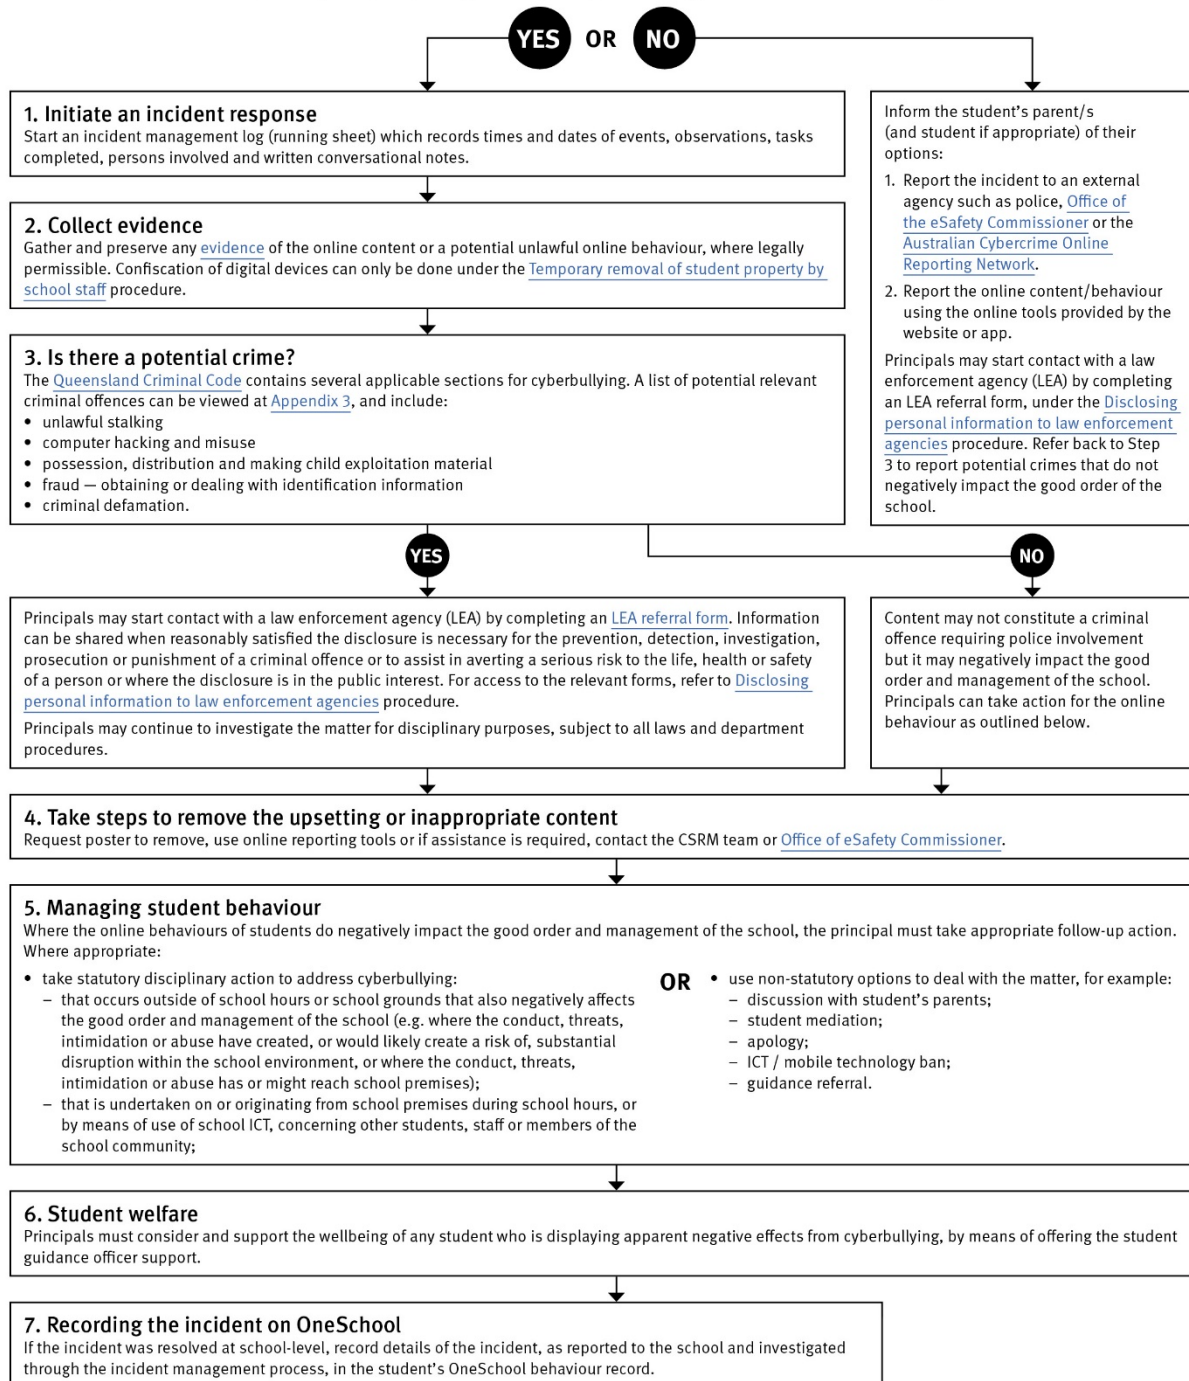 YES OR NO
1. Initiate an incident response
Start an incident management log (running sheet) which records times and dates of events, observations, tasks
completed, persons involved and written conversational notes.
2. Collect evidence
Gather and preserve any evidence of the online content or a potential unlawful online behaviour, where legally
permissible. Confiscation of digital devices can only be done under the Temporary removal of student property by
school staff procedure.
3. Is there a potential crime?
The Queensland Criminal Code contains several applicable sections for cyberbullying. A list of potential relevant
criminal offences can be viewed at Appendix 3, and include:
• unlawful stalking
• computer hacking and misuse
• possession, distribution and making child exploitation material
• fraud — obtaining or dealing with identification information
• criminal defamation.
Inform the student's parent/s
(and student if appropriate) of their
options:
1. Report the incident to an external
agency such as police, Office of
the eSafety Commissioner or the
Australian Cybercrime Online
Reporting Network.
2. Report the online content/behaviour
using the online tools provided by the
website or app.
Principals may start contact with a law
enforcement agency (LEA) by completing
an LEA referral form, under the Disclosing
personal information to law enforcement
agencies procedure. Refer back to Step
3 to report potential crimes that do not
negatively impact the good order of the
school.
YES
NO
Principals may start contact with a law enforcement agency (LEA) by completing an LEA referral form. Information
can be shared when reasonably satisfied the disclosure is necessary for the prevention, detection, investigation,
prosecution or punishment of a criminal offence or to assist in averting a serious risk to the life, health or safety
of a person or where the disclosure is in the public interest. For access to the relevant forms, refer to Disclosing
personal information to law enforcement agencies procedure.
Principals may continue to investigate the matter for disciplinary purposes, subject to all laws and department
procedures.
Content may not constitute a criminal
offence requiring police involvement
but it may negatively impact the good
order and management of the school.
Principals can take action for the online
behaviour as outlined below.
4. Take steps to remove the upsetting or inappropriate content
Request poster to remove, use online reporting tools or if assistance is required, contact the CSRM team or Office of eSafety Commissioner.
5. Managing student behaviour
Where the online behaviours of students do negatively impact the good order and management of the school, the principal must take appropriate follow-up action.
Where appropriate:
• take statutory disciplinary action to address cyberbullying:
– that occurs outside of school hours or school grounds that also negatively affects
the good order and management of the school (e.g. where the conduct, threats,
intimidation or abuse have created, or would likely create a risk of, substantial
disruption within the school environment, or where the conduct, threats,
intimidation or abuse has or might reach school premises);
– that is undertaken on or originating from school premises during school hours, or
by means of use of school ICT, concerning other students, staff or members of the
school community;
OR
• use non-statutory options to deal with the matter, for example:
– discussion with student's parents;
– student mediation;
– apology;
– ICT / mobile technology ban;
– guidance referral.
6. Student welfare
Principals must consider and support the wellbeing of any student who is displaying apparent negative effects from cyberbullying, by means of offering the student
guidance officer support.
7. Recording the incident on OneSchool
If the incident was resolved at school-level, record details of the incident, as reported to the school and investigated
through the incident management process, in the student's OneSchool behaviour record.